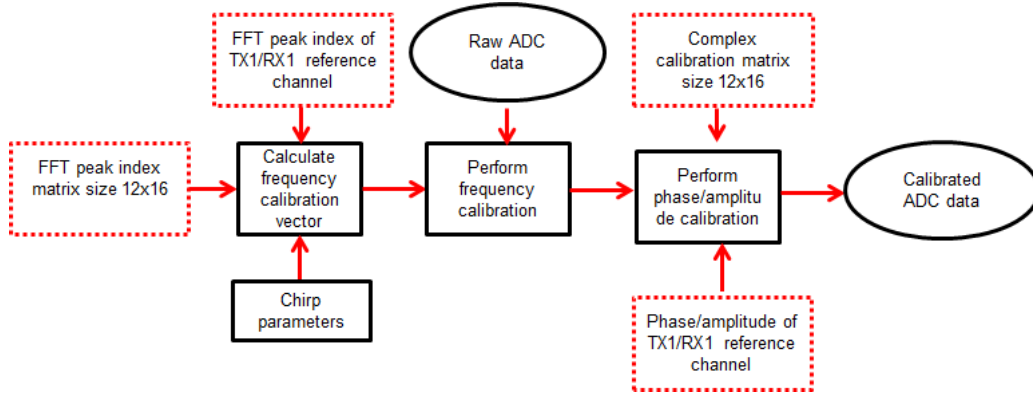 FFT peak index of
TX1/RX1 reference
channel
Raw ADC
data
Complex
calibration matrix
size 12x16
FFT peak index
matrix size 12x16
Calculate
frequency
calibration
vector
Perform
frequency
calibration
Perform
phase/amplitu
de calibration
Calibrated
ADC data
Chirp
parameters
Phase/amplitude of
TX1/RX1 reference
channel